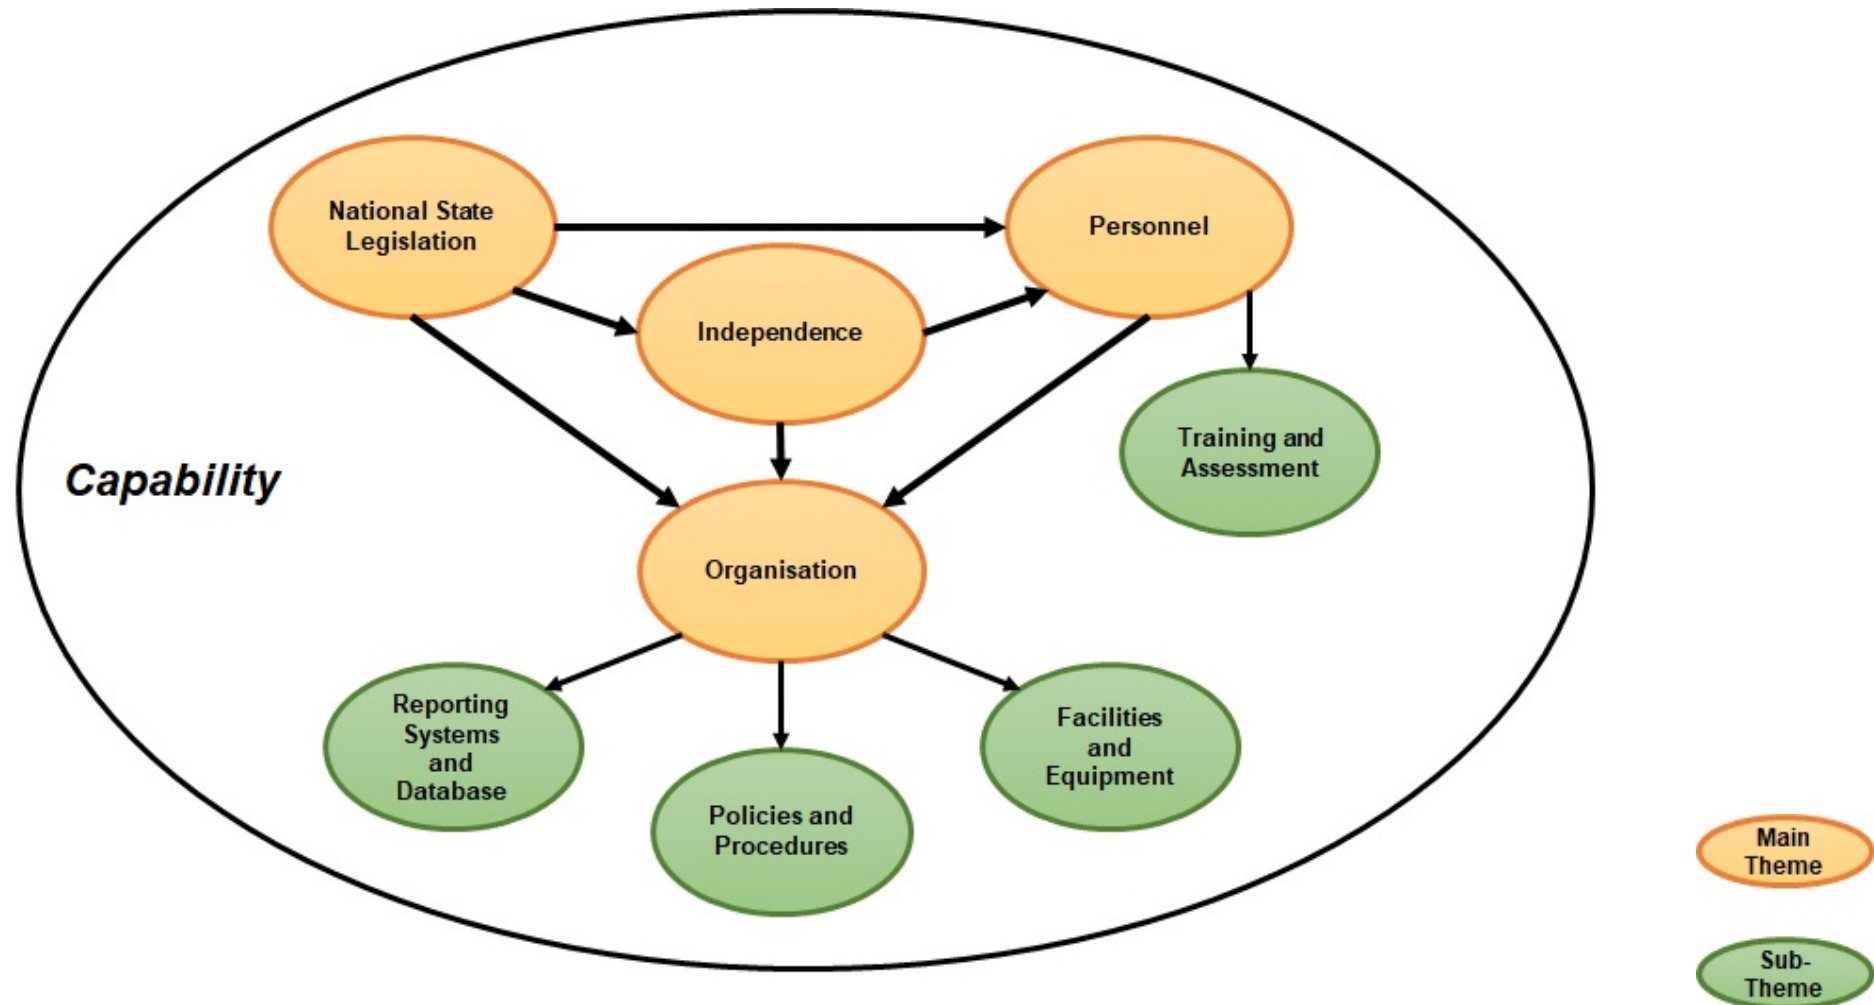 National State
Legislation
Personnel
Independence
Training and
Assessment
Capability
Organisation
Reporting
Systems
and
Database
Policies and
Procedures
Facilities
and
Equipment
Main
Theme
Sub-
Theme